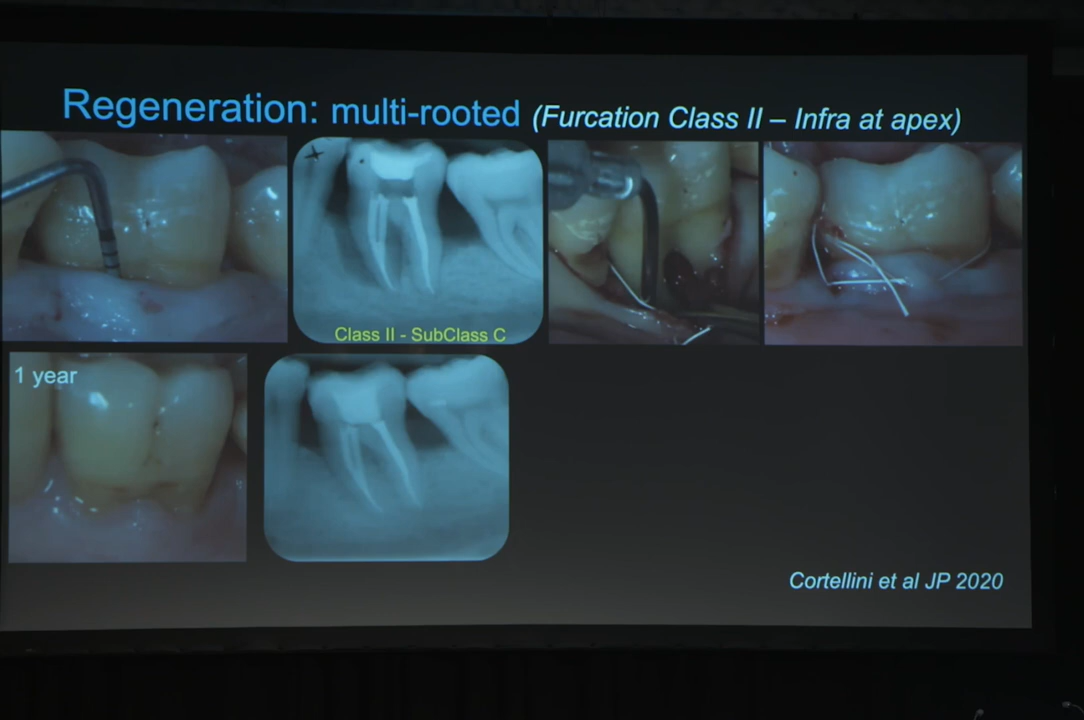 Regeneration: multi-rooted (Furcation Class II – Infra at apex)
Class II - SubClass C
1 year
Cortellini et al JP 2020